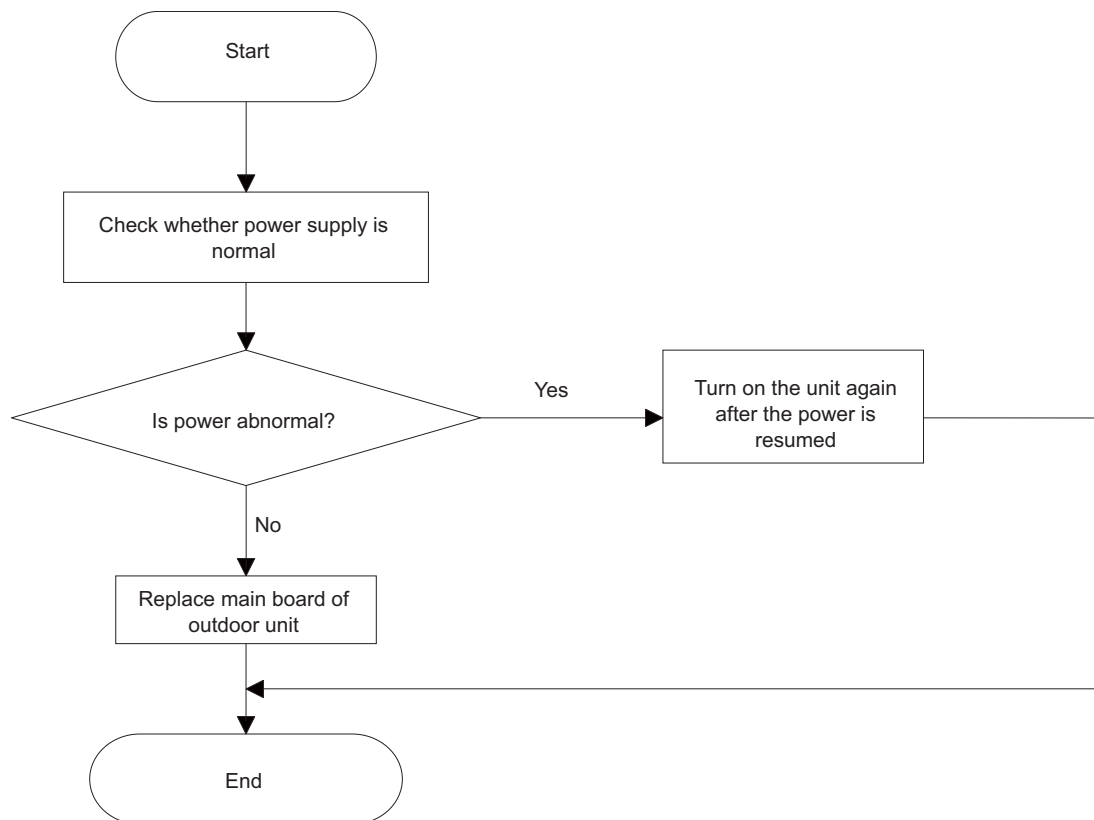 Start
Check whether power supply is
normal
Is power abnormal?
Yes
Turn on the unit again
after the power is
resumed
No
Replace main board of
outdoor unit
End